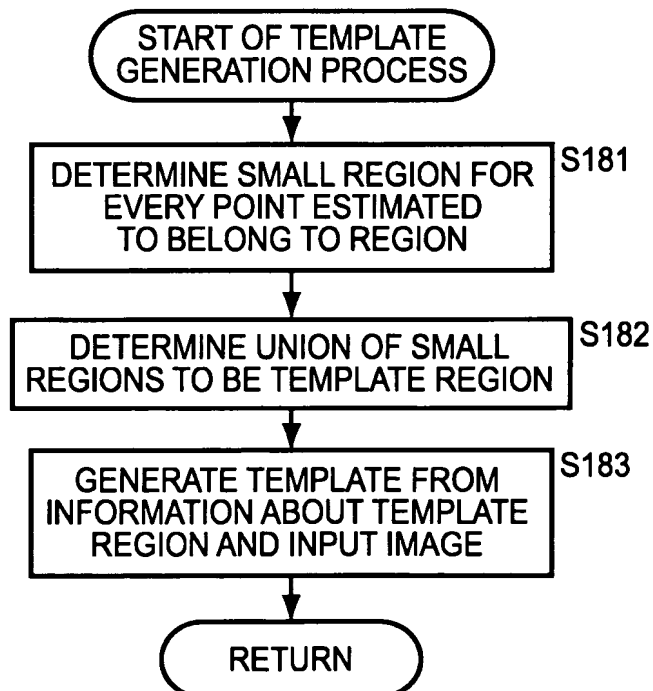 START OF TEMPLATE
GENERATION PROCESS
S181
DETERMINE SMALL REGION FOR
EVERY POINT ESTIMATED
TO BELONG TO REGION
S182
DETERMINE UNION OF SMALL
REGIONS TO BE TEMPLATE REGION
S183
GENERATE TEMPLATE FROM
INFORMATION ABOUT TEMPLATE
REGION AND INPUT IMAGE
RETURN